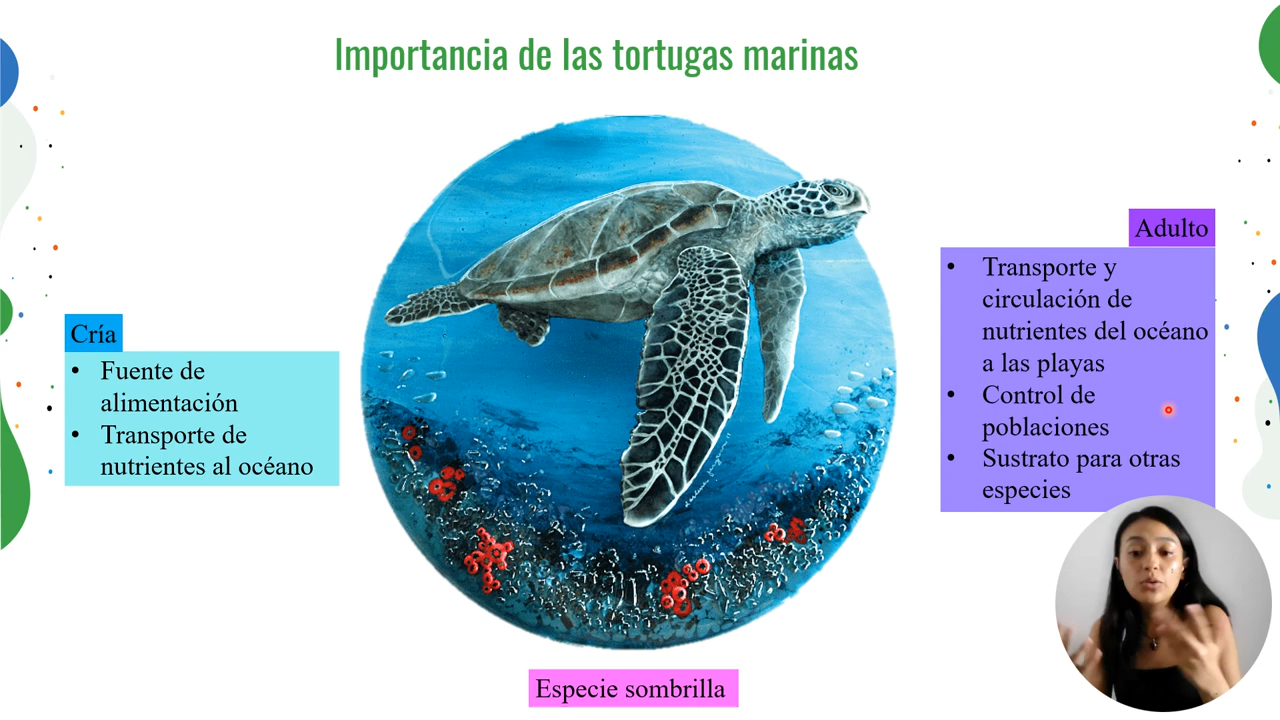 Importancia de las tortugas marinas
Cría
• Fuente de
alimentación
• Transporte de
nutrientes al océano
Adulto
• Transporte y
circulación de
nutrientes del océano
a las playas
• Control de
poblaciones
• Sustrato para otras
especies
Especie sombrilla